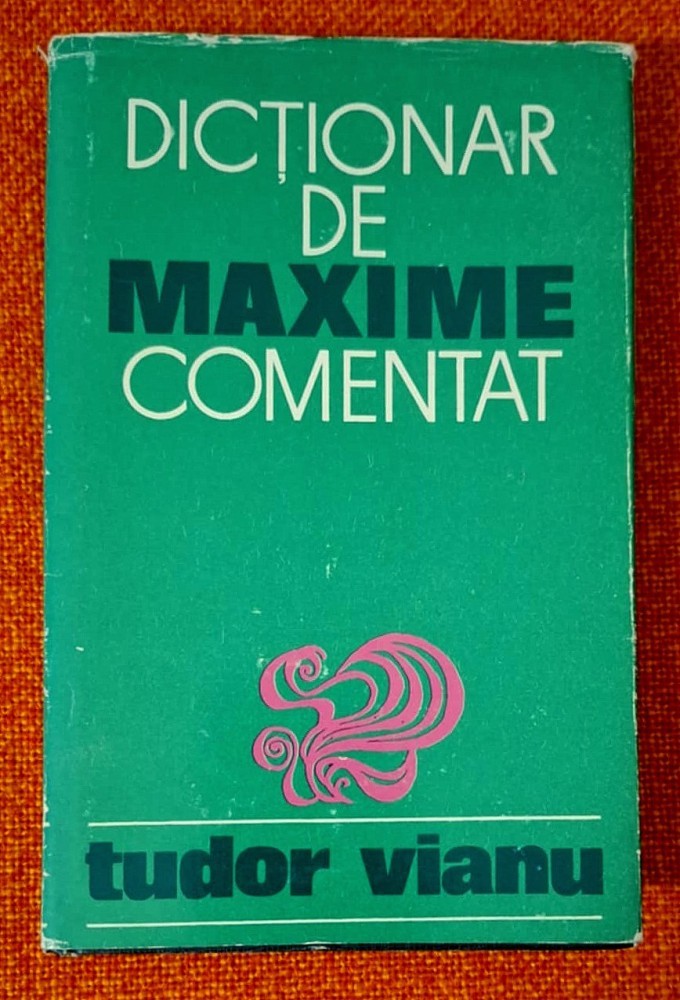 DICȚIONAR
DE
MAXIME
COMENTAT
tudor vianu